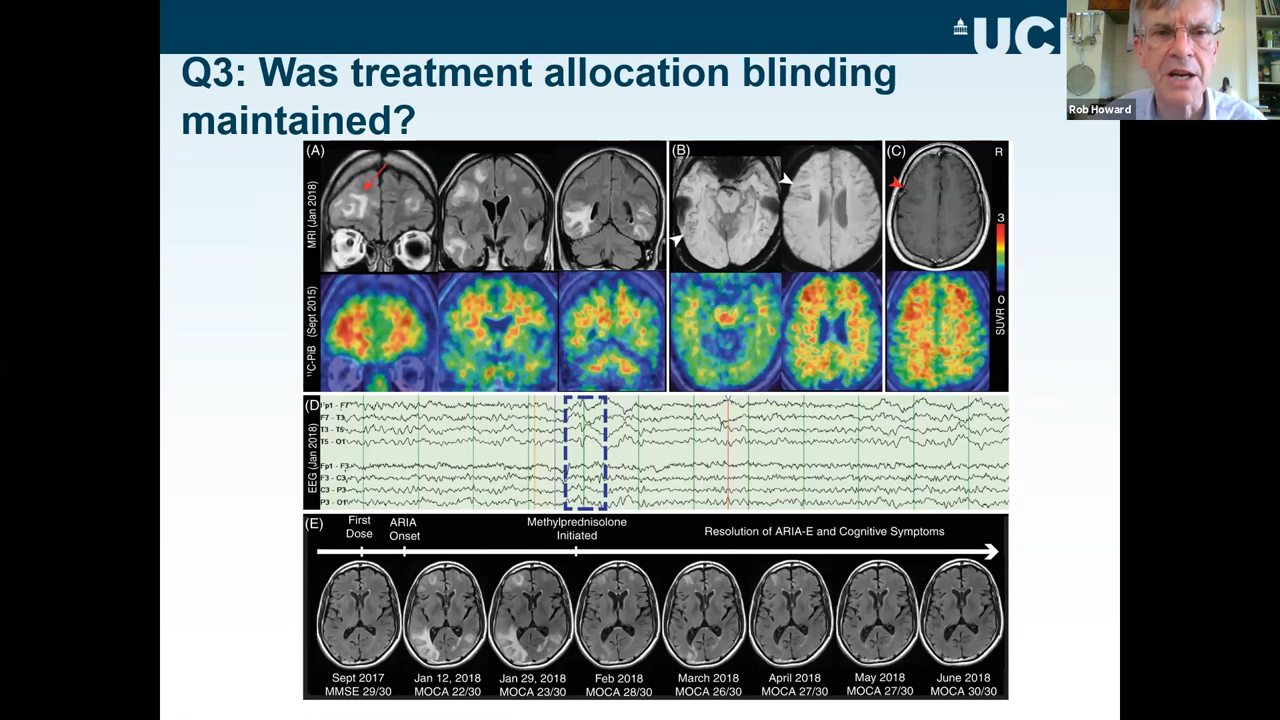 UCL
Rob Howard
Q3: Was treatment allocation blinding
maintained?
(A)
(B)
(C)
R
MRI (Jan 2018)
3
0
SUVR
¹¹C-PiB (Sept 2015)
(D)
EEG (Jan 2018)
Fp1 - F7
F7 - T3
T3 - T5
T5 - O1
Fp1 - F3
F3 - C3
C3 - P3
P3 - O1
(E)
First
Dose
ARIA
Onset
Methylprednisolone
Initiated
Resolution of ARIA-E and Cognitive Symptoms
Sept 2017
MMSE 29/30
Jan 12, 2018
MOCA 22/30
Jan 29, 2018
MOCA 23/30
Feb 2018
MOCA 28/30
March 2018
MOCA 26/30
April 2018
MOCA 27/30
May 2018
MOCA 27/30
June 2018
MOCA 30/30